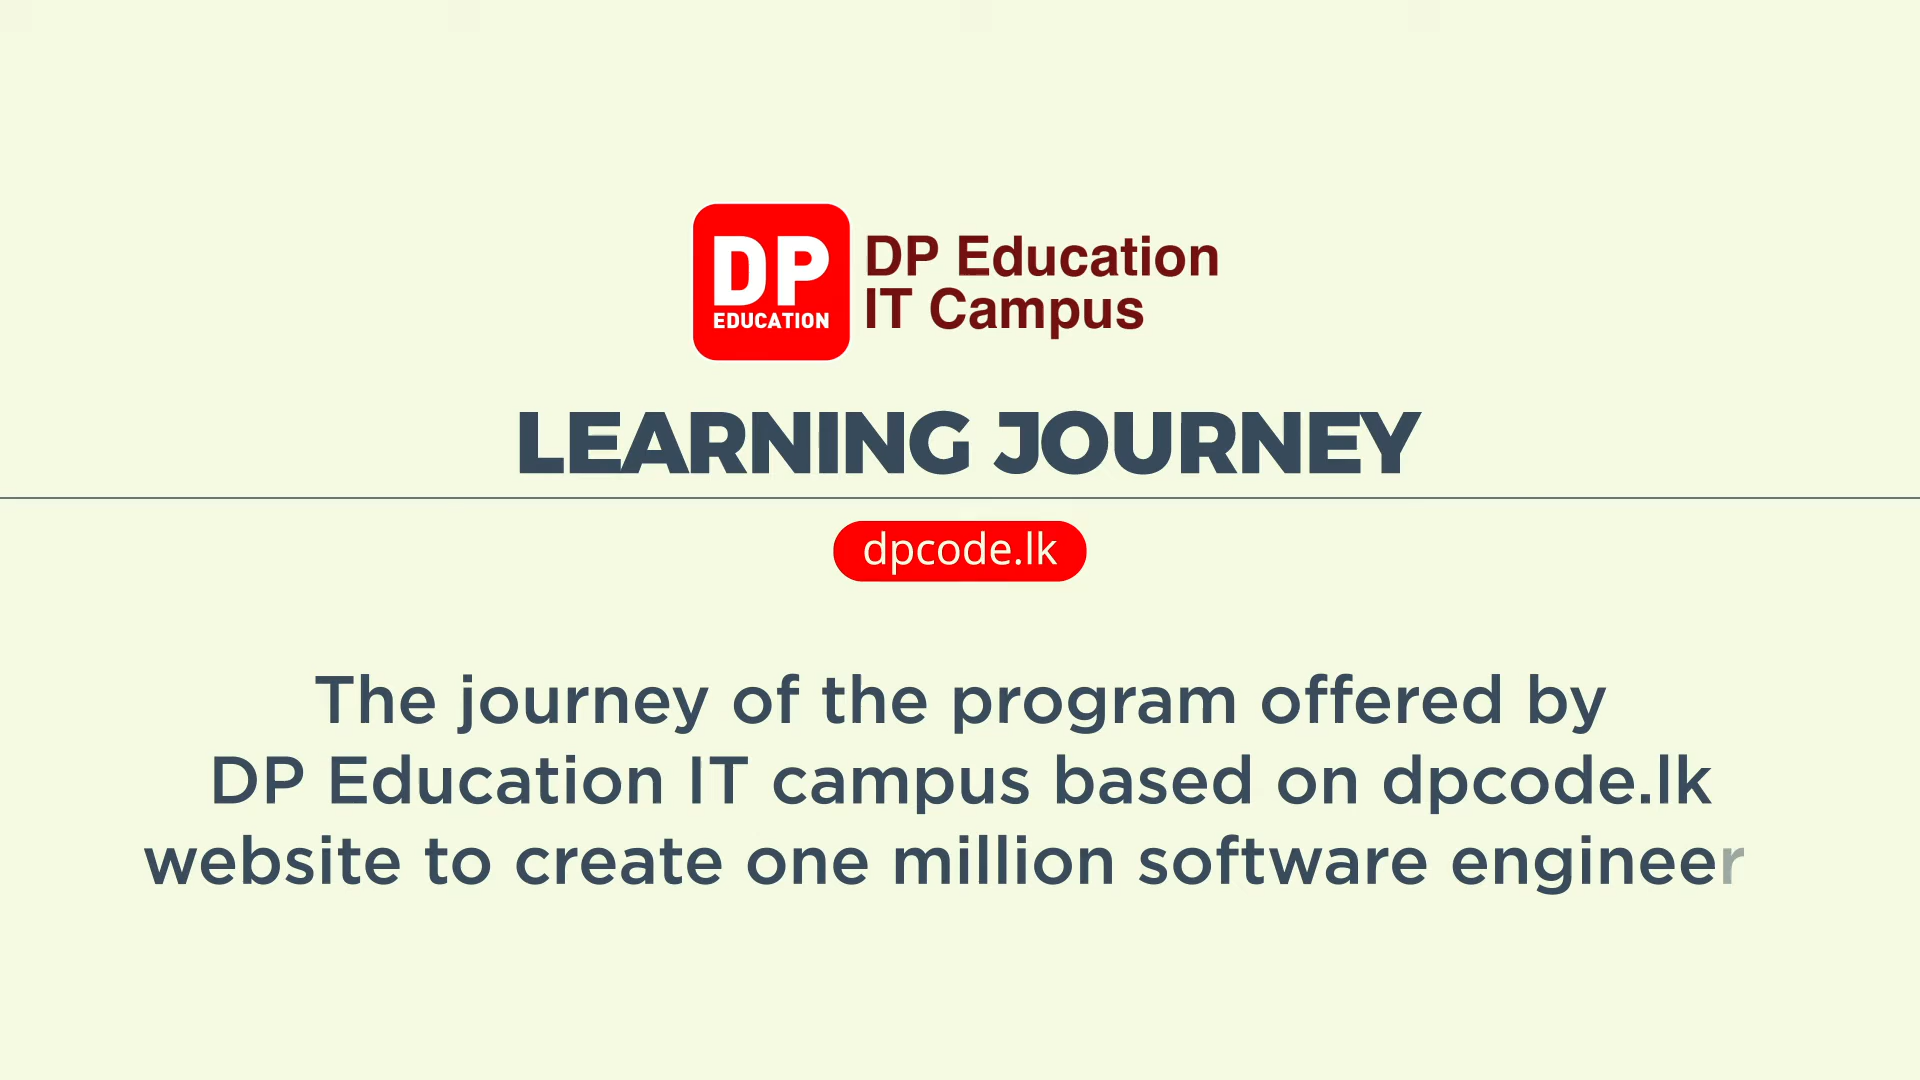 DP
EDUCATION
DP Education
IT Campus
LEARNING JOURNEY
dpcode.lk
The journey of the program offered by
DP Education IT campus based on dpcode.lk
website to create one million software engineer